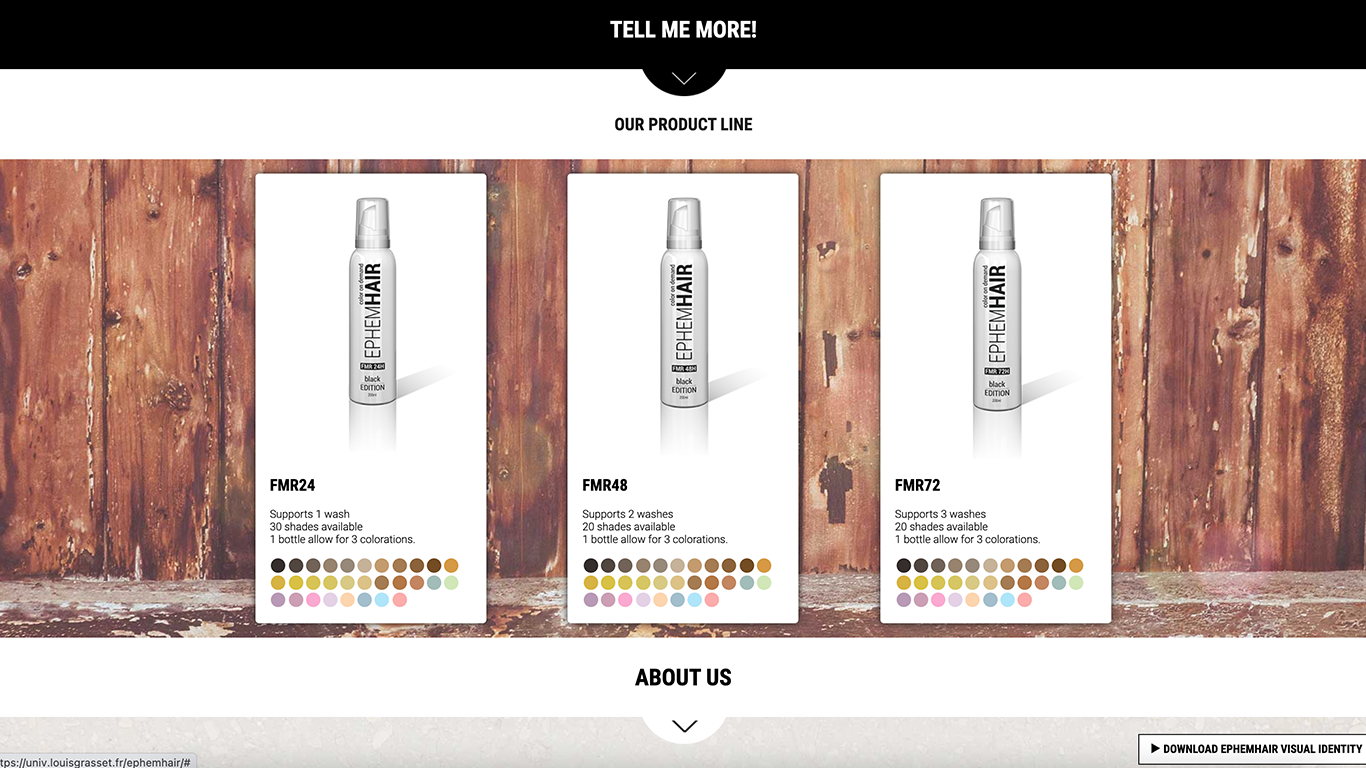 TELL ME MORE!
OUR PRODUCT LINE
color on demand
EPHEMHAIR
FMR 24H
black
EDITION
color on demand
EPHEMHAIR
FMR 48H
black
EDITION
color on demand
EPHEMHAIR
FMR 72H
black
EDITION
FMR24
Supports 1 wash
30 shades available
1 bottle allow for 3 colorations.
FMR48
Supports 2 washes
20 shades available
1 bottle allow for 3 colorations.
FMR72
Supports 3 washes
20 shades available
1 bottle allow for 3 colorations.
ABOUT US
DOWNLOAD EPHEMHAIR VISUAL IDENTITY
tps://univ.louisgrasset.fr/ephemhair/#